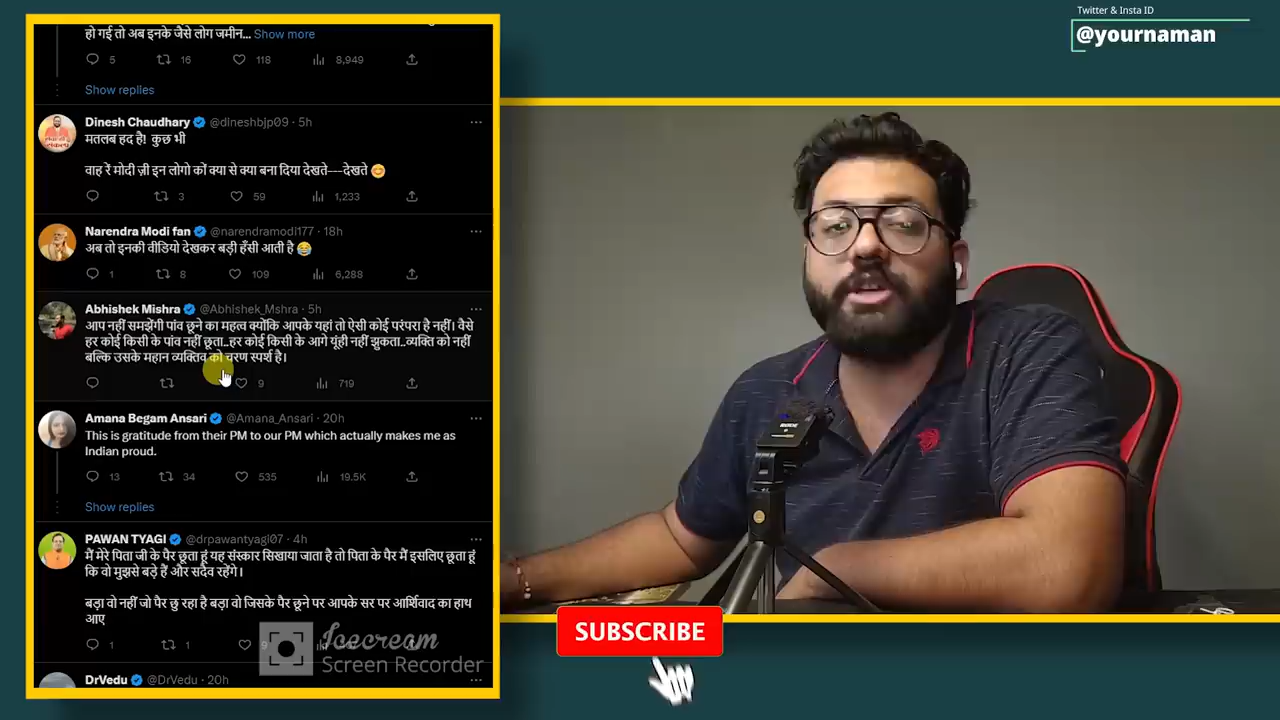 Twitter & Insta ID
@yournaman
हो गई तो अब इनके जैसे लोग जमीन... Show more
5 16 118 8,949
Show replies
Dinesh Chaudhary @dineshbjp09 · 5h
मतलब हद है! कुछ भी
वाह रें मोदी ज़ी इन लोगो कों क्या से क्या बना दिया देखते---देखते
3 59 1,233
Narendra Modi fan @narendramodi177 · 18h
अब तो इनकी वीडियो देखकर बड़ी हँसी आती है
1 8 109 6,288
Abhishek Mishra @Abhishek_Mshra · 5h
आप नहीं समझेंगी पांव छूने का महत्व क्योंकि आपके यहां तो ऐसी कोई परंपरा है नहीं। वैसे
हर कोई किसी के पांव नहीं छूता..हर कोई किसी के आगे यूंही नहीं झुकता..व्यक्ति को नहीं
बल्कि उसके महान व्यक्तित्व को चरण स्पर्श है।
9 719
Amana Begam Ansari @Amana_Ansari · 20h
This is gratitude from their PM to our PM which actually makes me as
Indian proud.
13 34 535 19.5K
Show replies
PAWAN TYAGI @drpawantyagi07 · 4h
मैं मेरे पिता जी के पैर छूता हूं यह संस्कार सिखाया जाता है तो पिता के पैर मैं इसलिए छूता हूं
कि वो मुझसे बड़े हैं और सदैव रहेंगे।
बड़ा वो नहीं जो पैर छु रहा है बड़ा वो जिसके पैर छूने पर आपके सर पर आर्शिवाद का हाथ
आए
1 1
Icecream
Screen Recorder
DrVedu @DrVedu · 20h
SUBSCRIBE